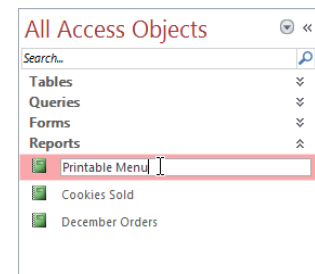 All Access Objects
Search...
Tables
Queries
Forms
Reports
Printable Menu
Cookies Sold
December Orders